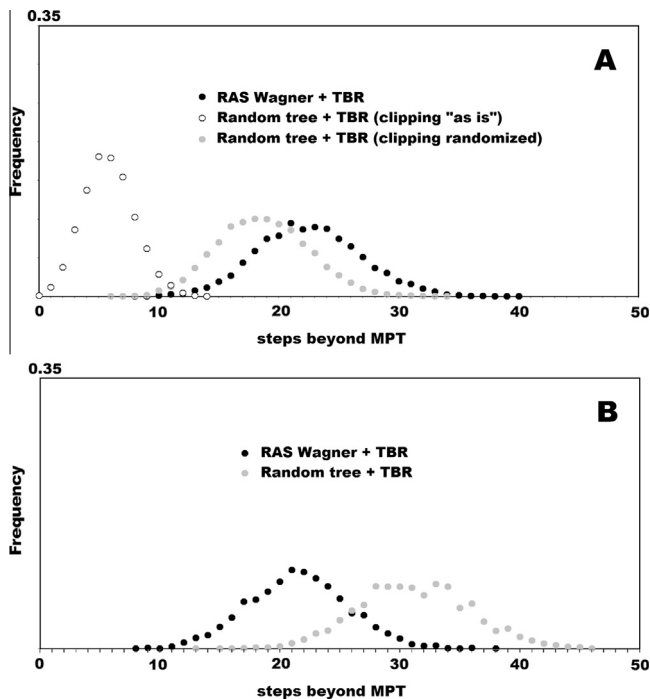 0.35
A
RAS Wagner + TBR
Random tree + TBR (clipping "as is")
Random tree + TBR (clipping randomized)
Frequency
0 10 20 30 40 50
steps beyond MPT
0.35
B
RAS Wagner + TBR
Random tree + TBR
Frequency
0 10 20 30 40 50
steps beyond MPT